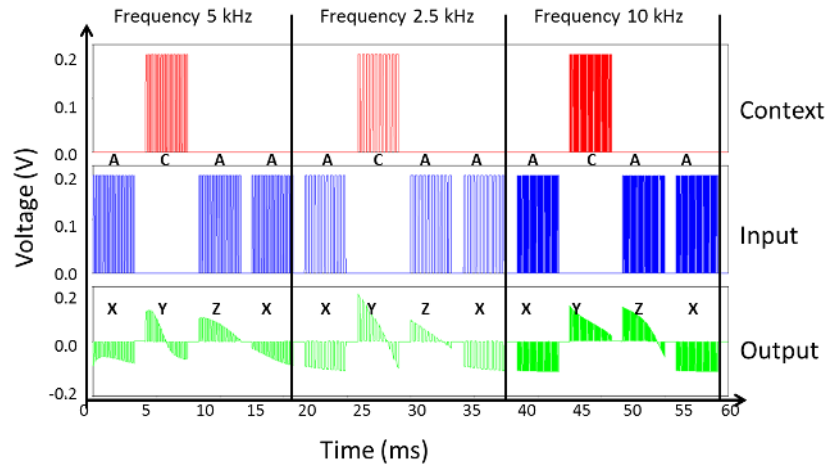 Frequency 5 kHz Frequency 2.5 kHz Frequency 10 kHz
0.2
0.1
0.0
Context
A C A A A C A A A C A A
0.2
0.1
0.0
Input
0.2
0.0
-0.2
X Y Z X X Y Z X X Y Z X
Output
Voltage (V)
0 5 10 15 20 25 30 35 40 45 50 55 60
Time (ms)